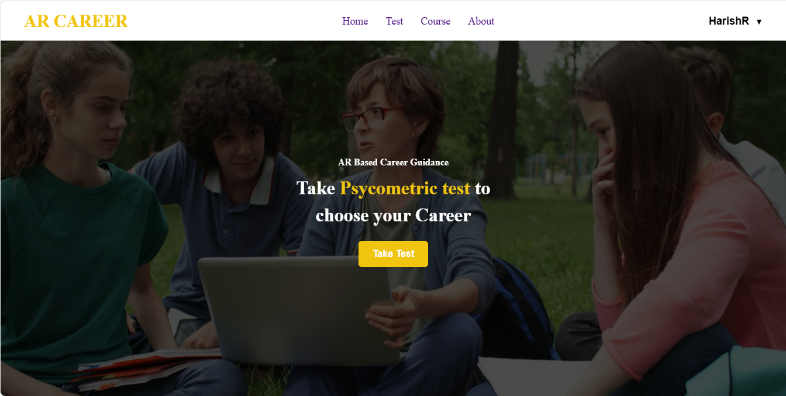 AR CAREER
Home Test Course About
HarishR ▼
AR Based Career Guidance
Take Psycometric test to
choose your Career
Take Test